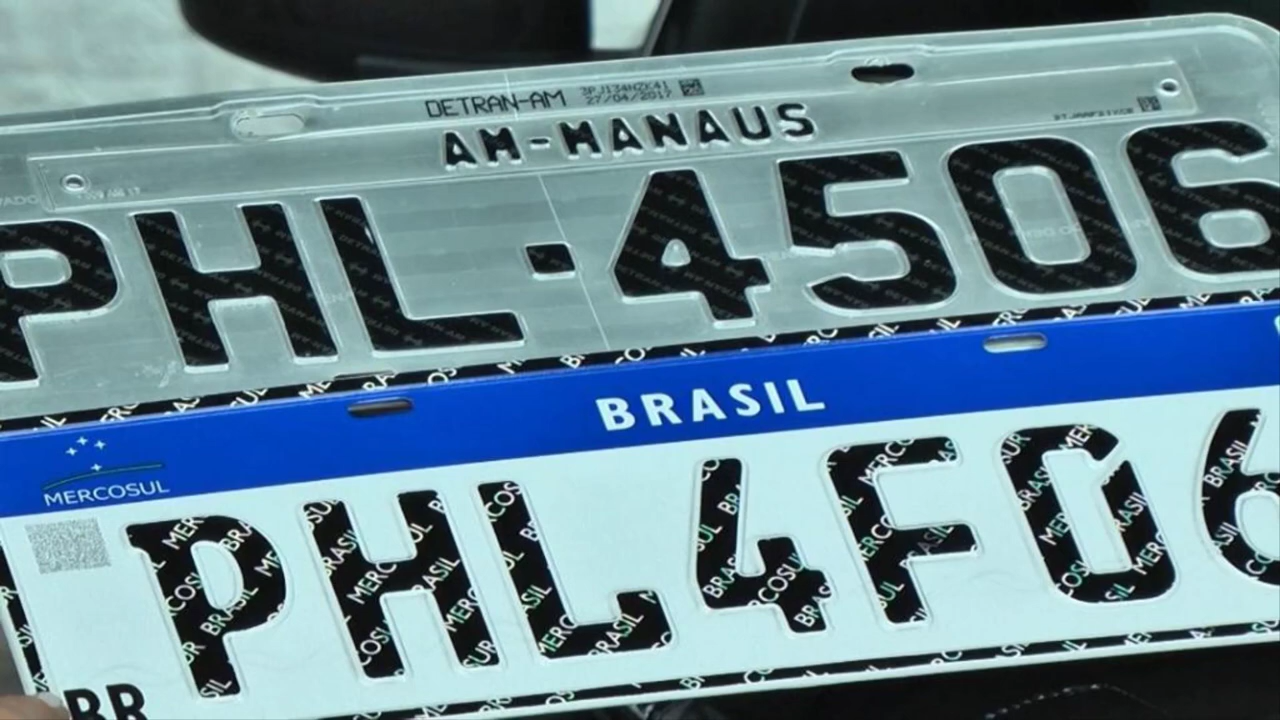 DETRAN-AM
27/04/2017
AM-MANAUS
PHL-4506
BRASIL
MERCOSUL
PHL4F06
BR